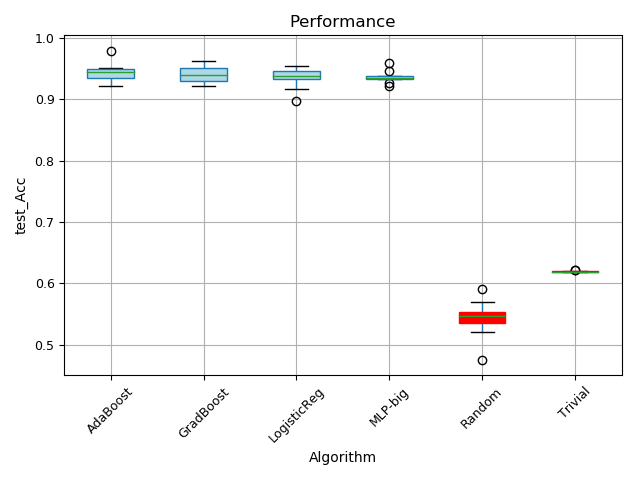 Performance
test_Acc
1.0
0.9
0.8
0.7
0.6
0.5
AdaBoost
GradBoost
LogisticReg
MLP-big
Random
Trivial
Algorithm